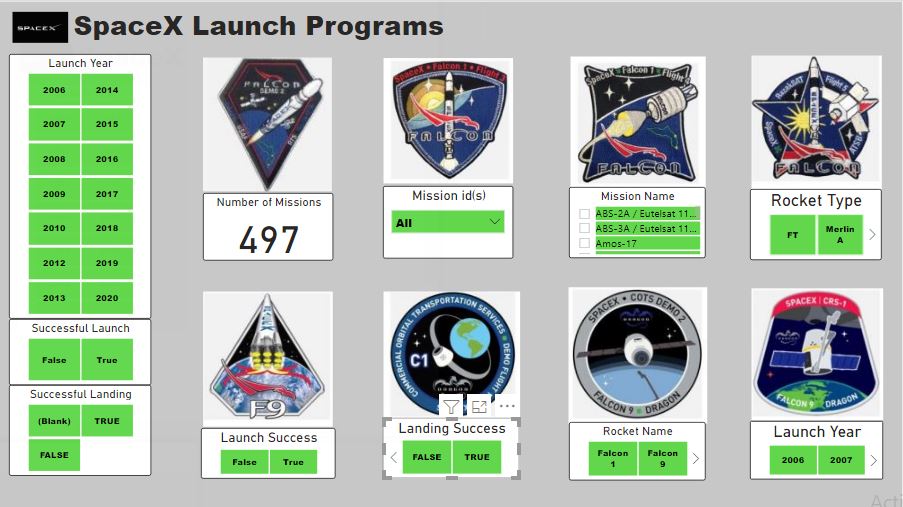 SPACEX
SpaceX Launch Programs
Launch Year
2006 2014
2007 2015
2008 2016
2009 2017
2010 2018
2012 2019
2013 2020
Successful Launch
False True
Successful Landing
(Blank) TRUE
FALSE
FALCON
DEMO 2
Number of Missions
497
SpaceX • Falcon 1 • Flight
FALCON
Mission id(s)
All
SpaceX Falcon 1 Flight
FALCON
Mission Name
ABS-2A / Eutelsat 11...
ABS-3A / Eutelsat 11...
Amos-17
RazakSAT Flight 5
SpaceX
ATSB
FALCON
Rocket Type
FT Merlin A
F9
Launch Success
False True
COMMERCIAL ORBITAL TRANSPORTATION SERVICES • DEMO FLIGHT
C1
DRAGON
Landing Success
FALSE TRUE
SPACEX • COTS DEMO 2
DRAGON
FALCON 9 • DRAGON
Rocket Name
Falcon 1 Falcon 9
SPACEX | CRS-1
FALCON 9 DRAGON
Launch Year
2006 2007
Acti